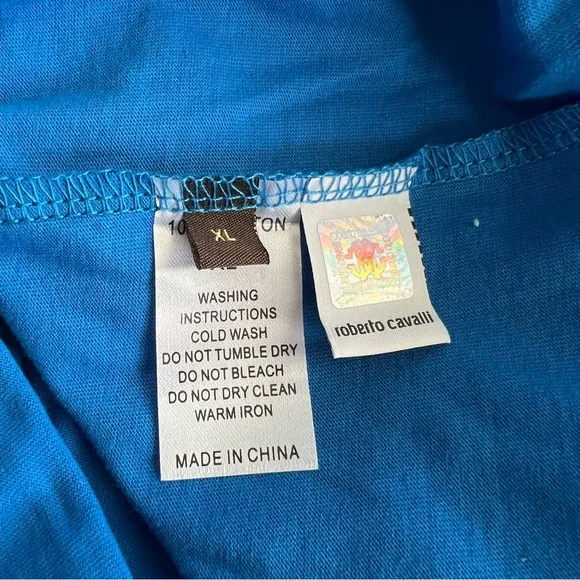 XL
WASHING
INSTRUCTIONS
COLD WASH
DO NOT TUMBLE DRY
DO NOT BLEACH
DO NOT DRY CLEAN
WARM IRON
MADE IN CHINA
roberto cavalli